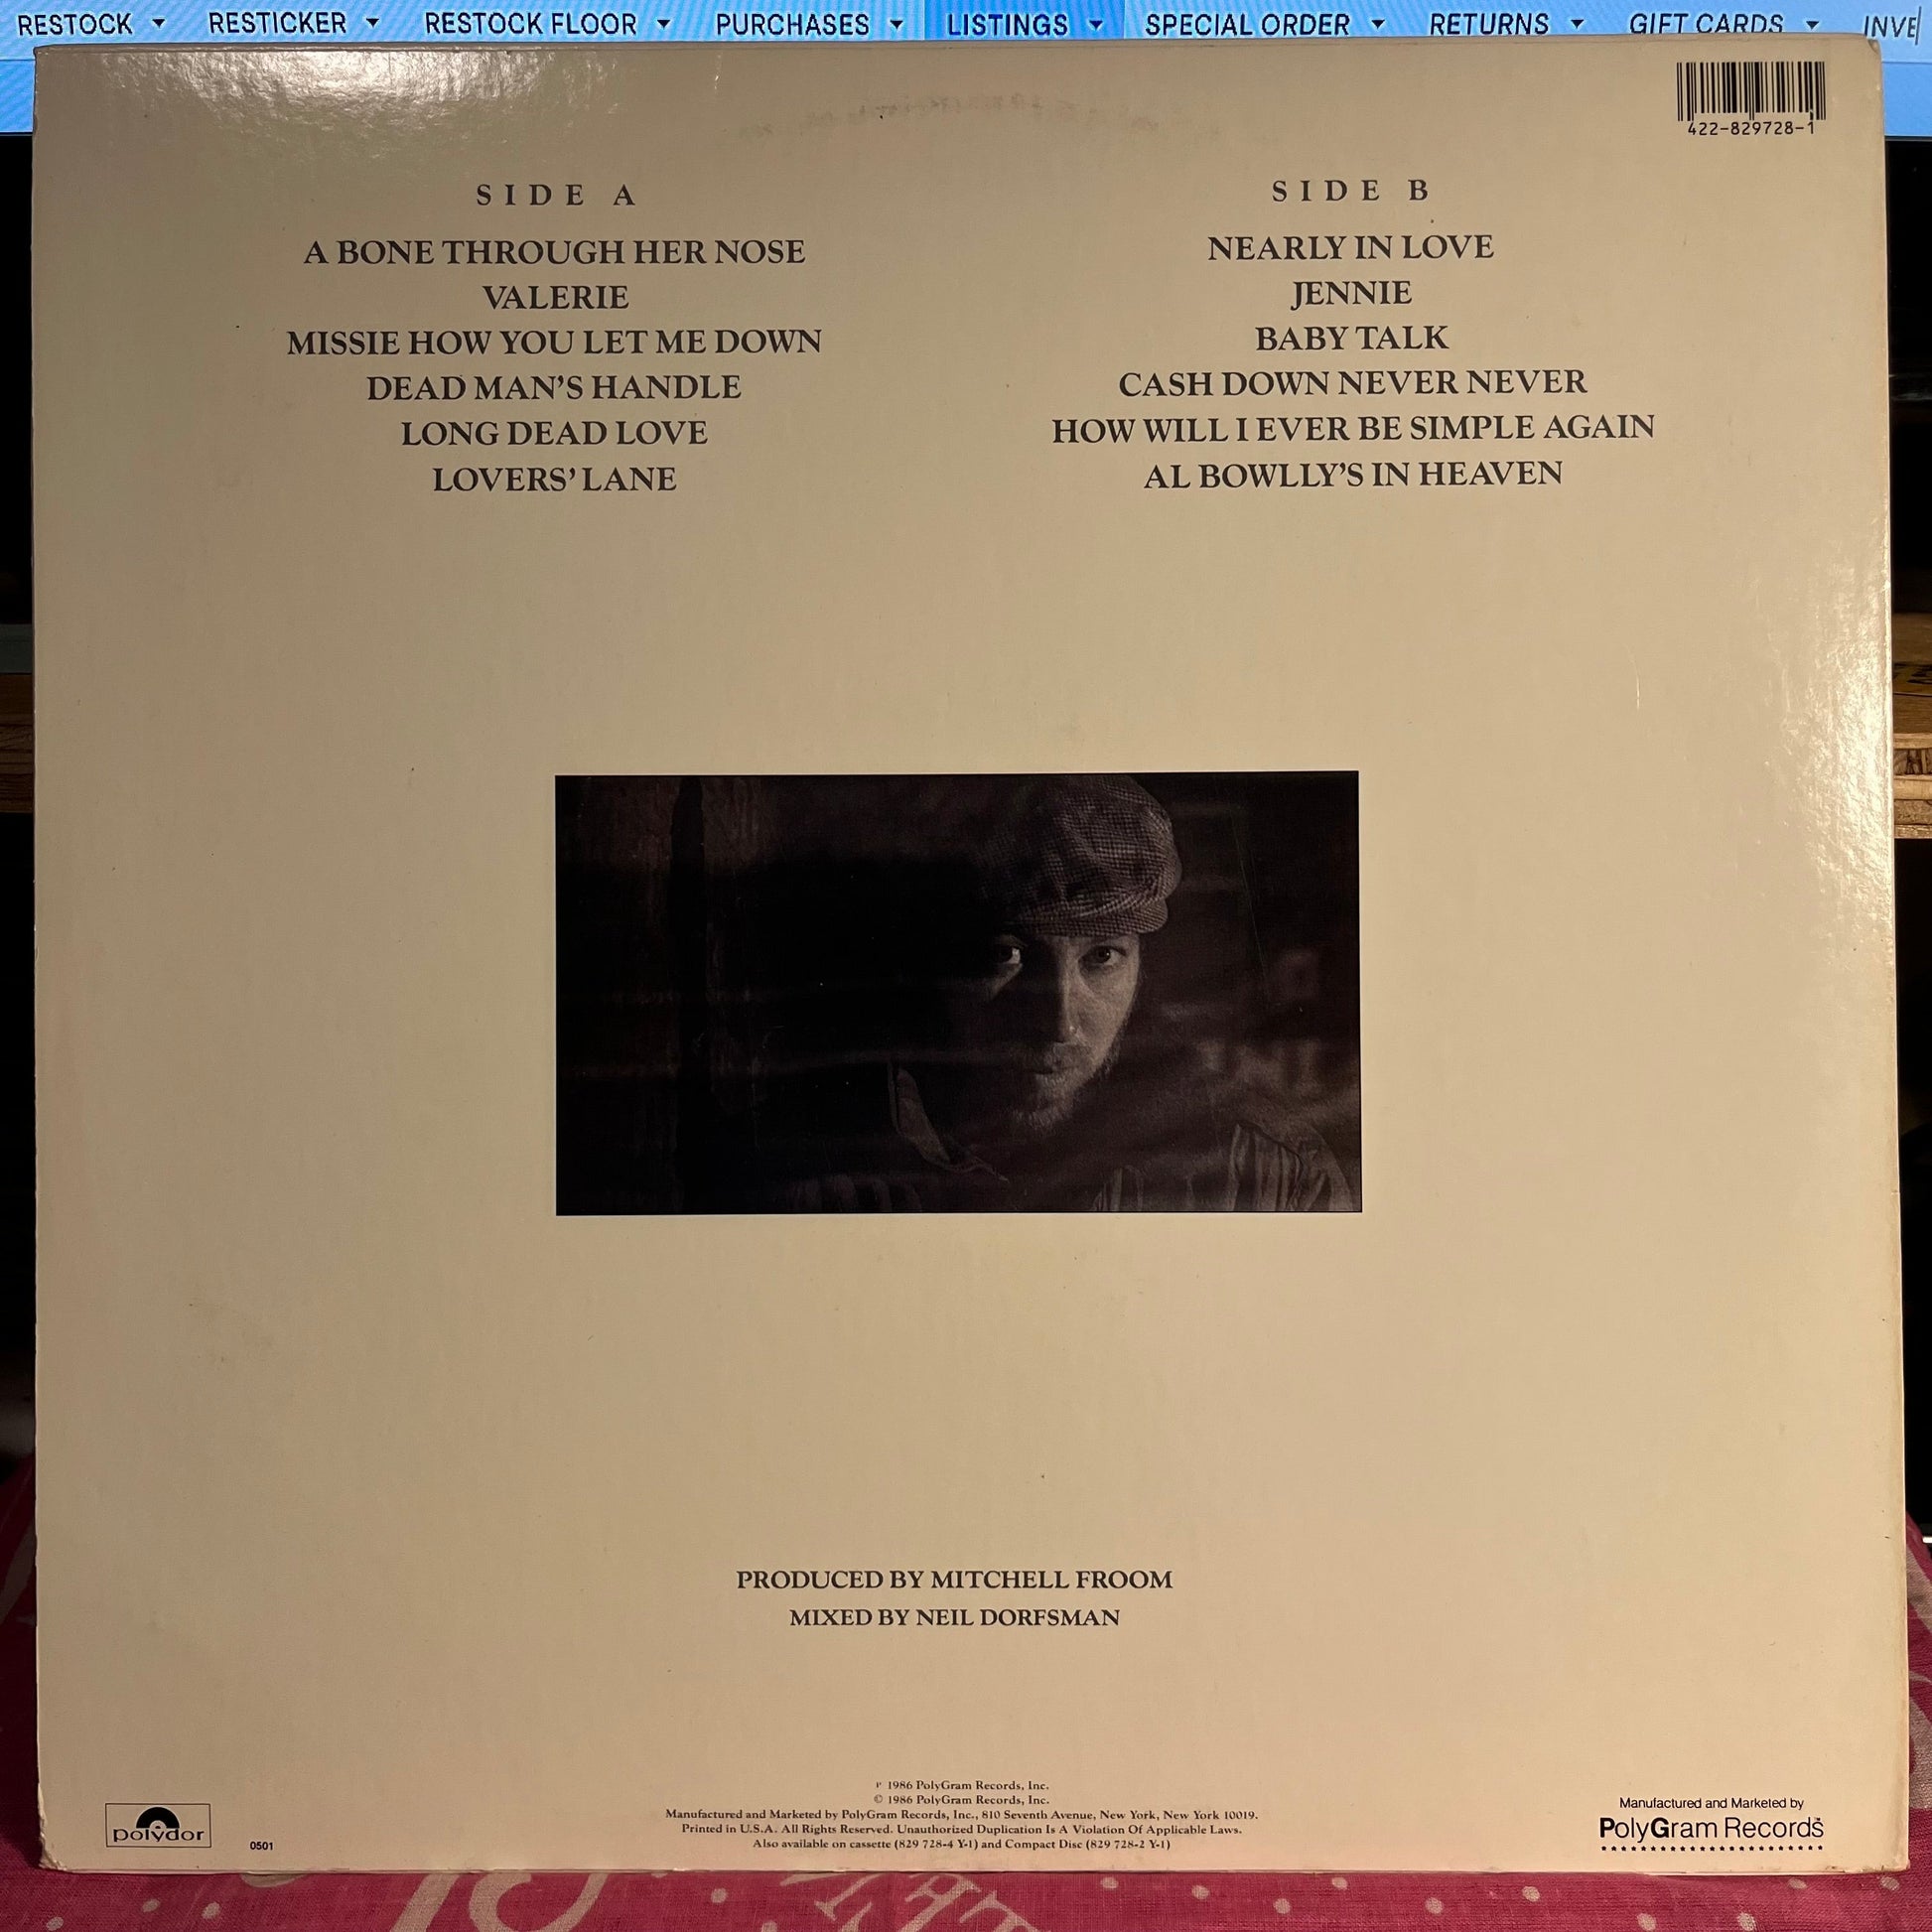 RESTOCK RESTICKER RESTOCK FLOOR PURCHASES LISTINGS SPECIAL ORDER RETURNS GIFT CARDS INVE
422-829728-1
SIDE A
A BONE THROUGH HER NOSE
VALERIE
MISSIE HOW YOU LET ME DOWN
DEAD MAN'S HANDLE
LONG DEAD LOVE
LOVERS' LANE
SIDE B
NEARLY IN LOVE
JENNIE
BABY TALK
CASH DOWN NEVER NEVER
HOW WILL I EVER BE SIMPLE AGAIN
AL BOWLLY'S IN HEAVEN
PRODUCED BY MITCHELL FROOM
MIXED BY NEIL DORFSMAN
℗ 1986 PolyGram Records, Inc.
© 1986 PolyGram Records, Inc.
Manufactured and Marketed by PolyGram Records, Inc., 810 Seventh Avenue, New York, New York 10019.
Printed in U.S.A. All Rights Reserved. Unauthorized Duplication Is A Violation Of Applicable Laws.
Also available on cassette (829 728-4 Y-1) and Compact Disc (829 728-2 Y-1)
polydor
0501
Manufactured and Marketed by
PolyGram Records